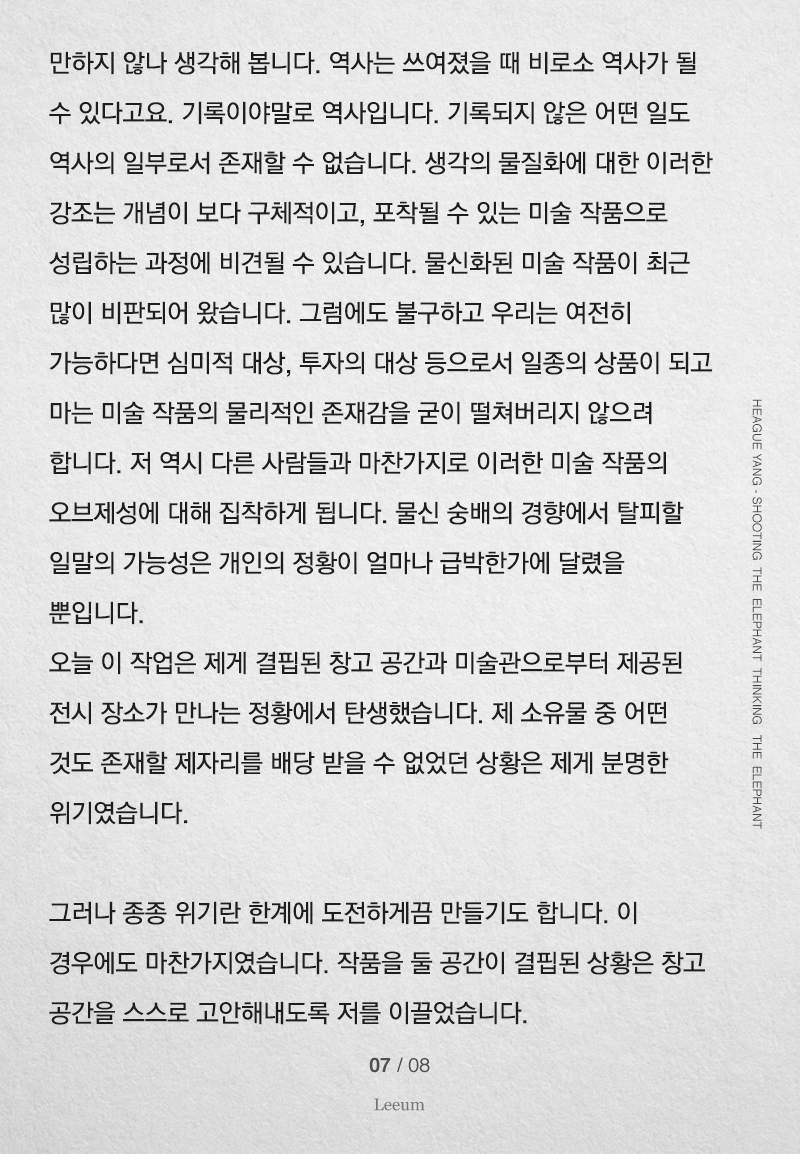 만하지 않나 생각해 봅니다. 역사는 쓰여졌을 때 비로소 역사가 될
수 있다고요. 기록이야말로 역사입니다. 기록되지 않은 어떤 일도
역사의 일부로서 존재할 수 없습니다. 생각의 물질화에 대한 이러한
강조는 개념이 보다 구체적이고, 포착될 수 있는 미술 작품으로
성립하는 과정에 비견될 수 있습니다. 물신화된 미술 작품이 최근
많이 비판되어 왔습니다. 그럼에도 불구하고 우리는 여전히
가능하다면 심미적 대상, 투자의 대상 등으로서 일종의 상품이 되고
마는 미술 작품의 물리적인 존재감을 굳이 떨쳐버리지 않으려
합니다. 저 역시 다른 사람들과 마찬가지로 이러한 미술 작품의
오브제성에 대해 집착하게 됩니다. 물신 숭배의 경향에서 탈피할
일말의 가능성은 개인의 정황이 얼마나 급박한가에 달렸을
뿐입니다.
오늘 이 작업은 제게 결핍된 창고 공간과 미술관으로부터 제공된
전시 장소가 만나는 정황에서 탄생했습니다. 제 소유물 중 어떤
것도 존재할 제자리를 배당 받을 수 없었던 상황은 제게 분명한
위기였습니다.
그러나 종종 위기란 한계에 도전하게끔 만들기도 합니다. 이
경우에도 마찬가지였습니다. 작품을 둘 공간이 결핍된 상황은 창고
공간을 스스로 고안해내도록 저를 이끌었습니다.
HEAGUE YANG - SHOOTING THE ELEPHANT THINKING THE ELEPHANT
07 / 08
Leeum